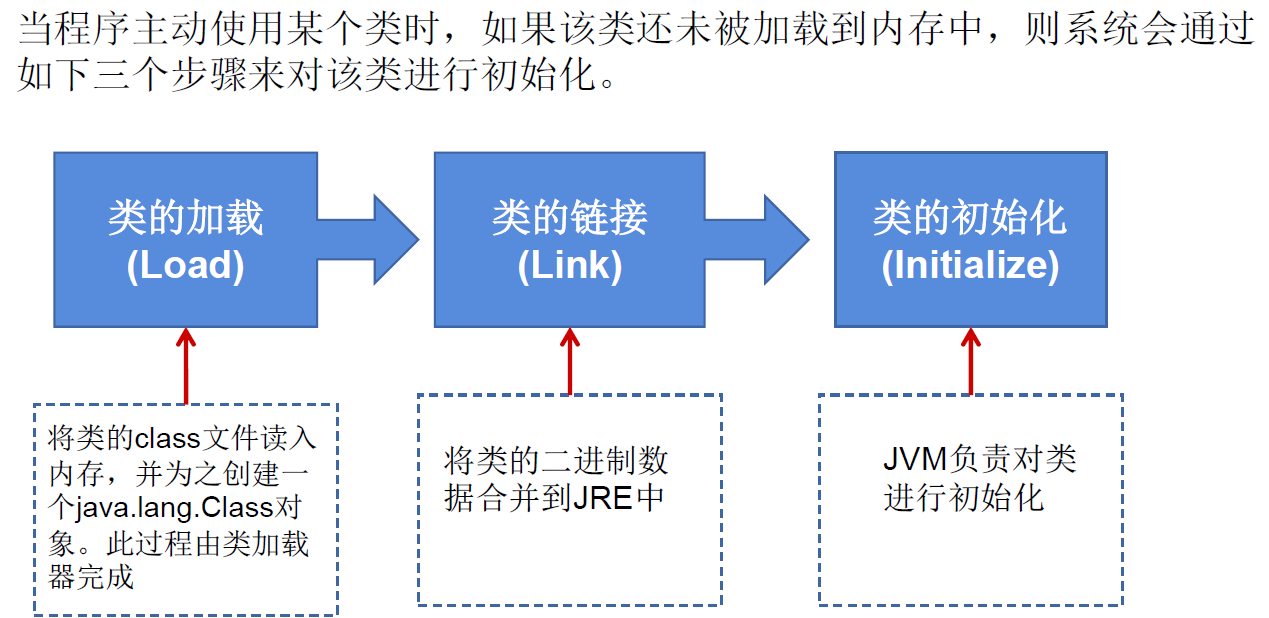 当程序主动使用某个类时，如果该类还未被加载到内存中，则系统会通过
如下三个步骤来对该类进行初始化。
类的加载
(Load)
类的链接
(Link)
类的初始化
(Initialize)
将类的class文件读入
内存，并为之创建一
个java.lang.Class对
象。此过程由类加载
器完成
将类的二进制数
据合并到JRE中
JVM负责对类
进行初始化